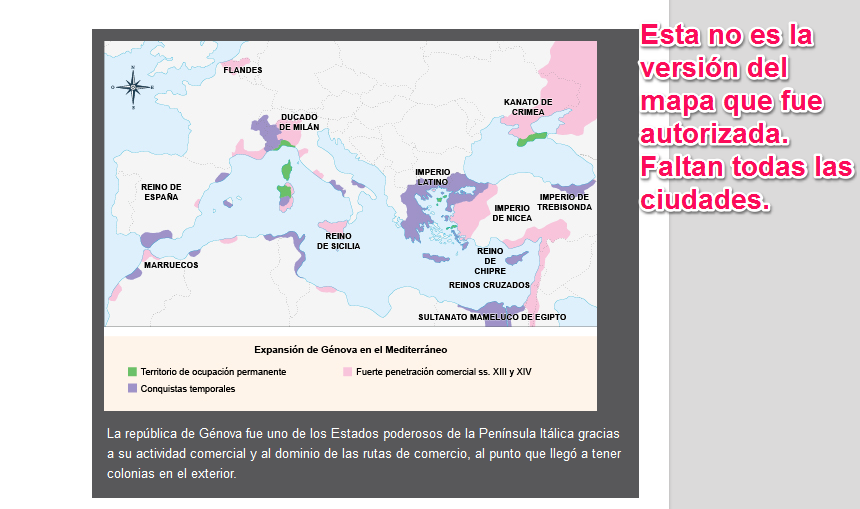 Esta no es la
versión del
mapa que fue
autorizada.
Faltan todas las
ciudades.
N
O
E
S
FLANDES
DUCADO
DE MILÁN
KANATO DE
CRIMEA
REINO DE
ESPAÑA
IMPERIO
LATINO
IMPERIO
DE NICEA
IMPERIO DE
TREBISONDA
REINO
DE SICILIA
MARRUECOS
REINO
DE
CHIPRE
REINOS CRUZADOS
SULTANATO MAMELUCO DE EGIPTO
Expansión de Génova en el Mediterráneo
Territorio de ocupación permanente
Fuerte penetración comercial ss. XIII y XIV
Conquistas temporales
La república de Génova fue uno de los Estados poderosos de la Península Itálica gracias
a su actividad comercial y al dominio de las rutas de comercio, al punto que llegó a tener
colonias en el exterior.